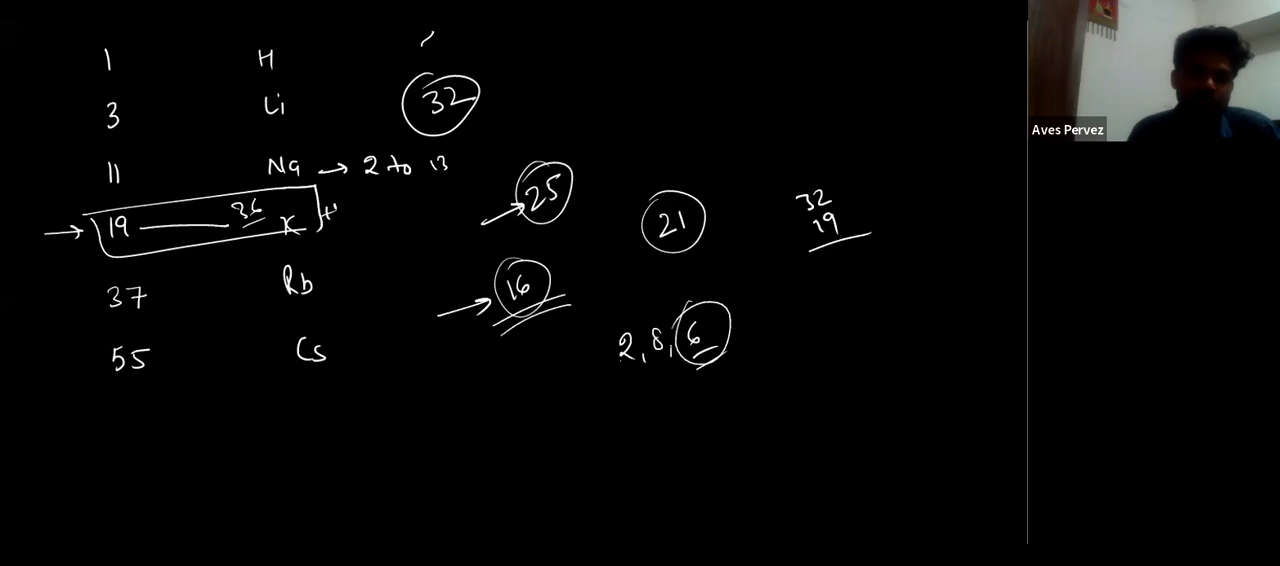 1 H
3 Li 32
11 Na → 2 to 13
→ 19 — 36 K +1
→ 25
21
32
19
37 Rb
→ 16
2, 8, 6
55 Cs
Aves Pervez